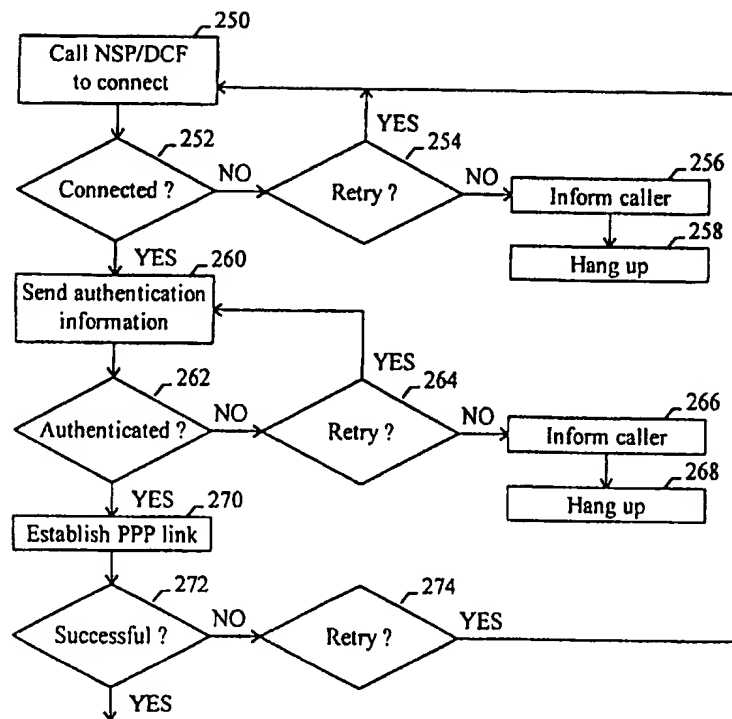 250
Call NSP/DCF
to connect
252
Connected ?
NO
YES
254
Retry ?
NO
256
Inform caller
258
Hang up
YES
260
Send authentication
information
262
Authenticated ?
NO
YES
264
Retry ?
NO
266
Inform caller
268
Hang up
YES
270
Establish PPP link
272
Successful ?
NO
274
Retry ?
YES
YES